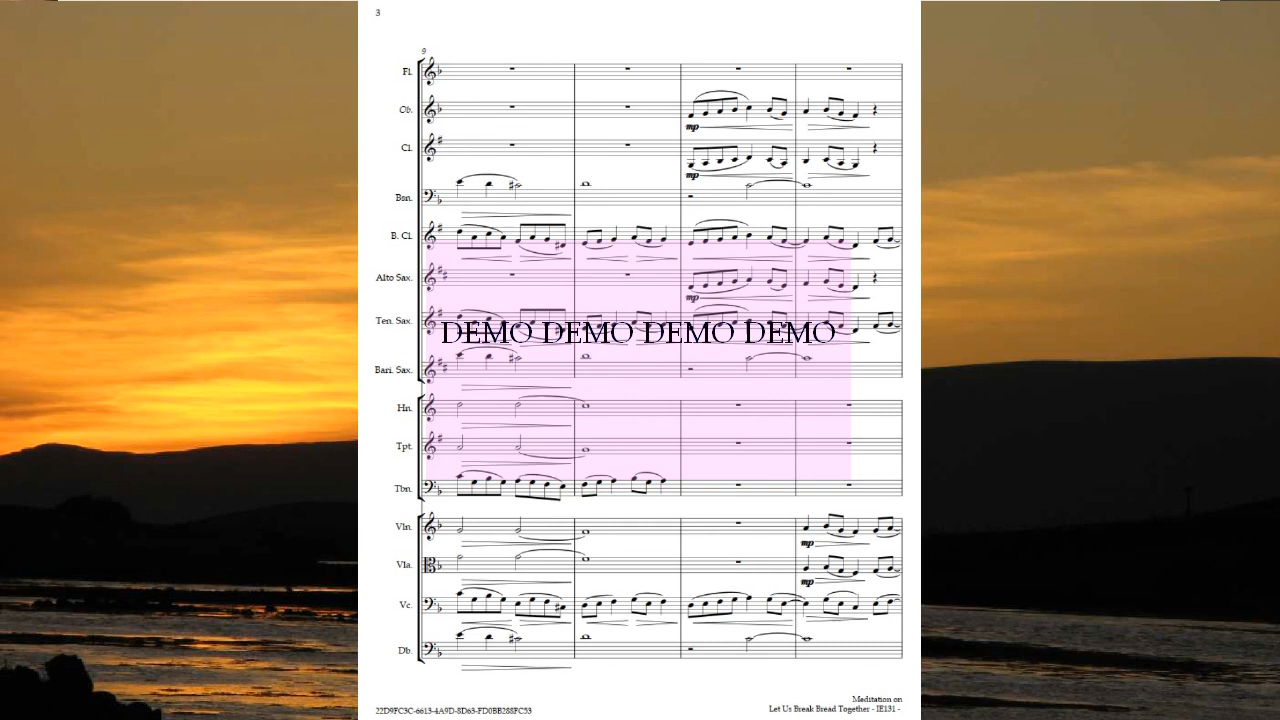 3
9
Fl.
Ob.
mp
Cl.
mp
Bsn.
B. Cl.
Alto Sax.
mp
Ten. Sax.
DEMO DEMO DEMO DEMO
Bari. Sax.
Hn.
Tpt.
Tbn.
Vln.
mp
Vla.
mp
Vc.
Db.
Meditation on
22D9FC3C-6613-4A9D-8D63-FD0BB288FC53
Let Us Break Bread Together - IE131 -